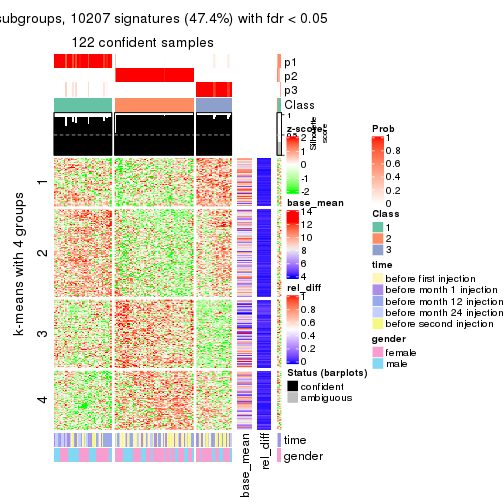 subgroups, 10207 signatures (47.4%) with fdr < 0.05
122 confident samples
p1
p2
p3
Class
1
Silhouette
score
k-means with 4 groups
1
2
3
4
time
gender
base_mean
rel_diff
z-score
2
1
0
-1
-2
base_mean
14
12
10
8
6
4
rel_diff
1
0.8
0.6
0.4
0.2
0
Status (barplots)
confident
ambiguous
Prob
1
0.8
0.6
0.4
0.2
0
Class
1
2
3
time
before first injection
before month 1 injection
before month 12 injection
before month 24 injection
before second injection
gender
female
male